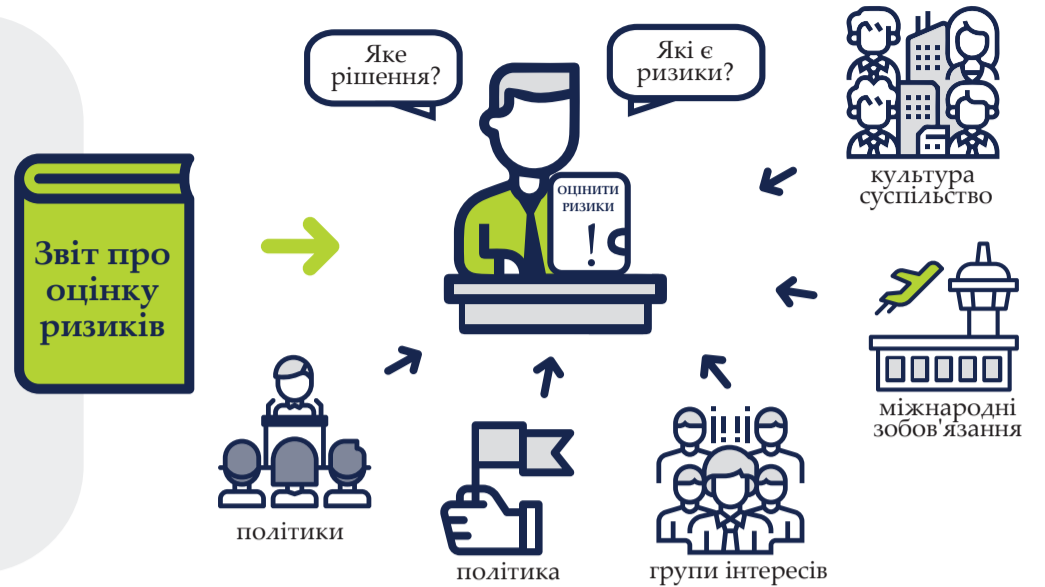 Яке
рішення?
Які є
ризики?
ОЦІНИТИ
РИЗИКИ
!
Звіт про
оцінку
ризиків
культура
суспільство
міжнародні
зобов'язання
політики
політика
групи інтересів